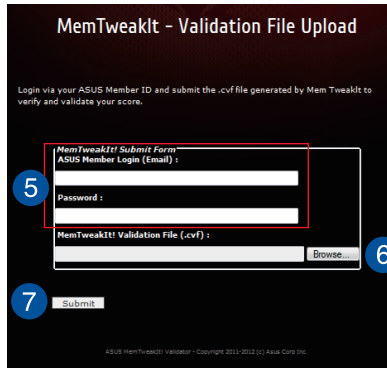 MemTweakIt - Validation File Upload
Login via your ASUS Member ID and submit the .cvf file generated by Mem TweakIt to
verify and validate your score.
MemTweakIt! Submit Form
ASUS Member Login (Email) :
5
Password :
MemTweakIt! Validation File (.cvf) :
Browse...
6
7
Submit
ASUS MemTweakIt! Validator - Copyright 2011-2012 (c) Asus Corp Inc.